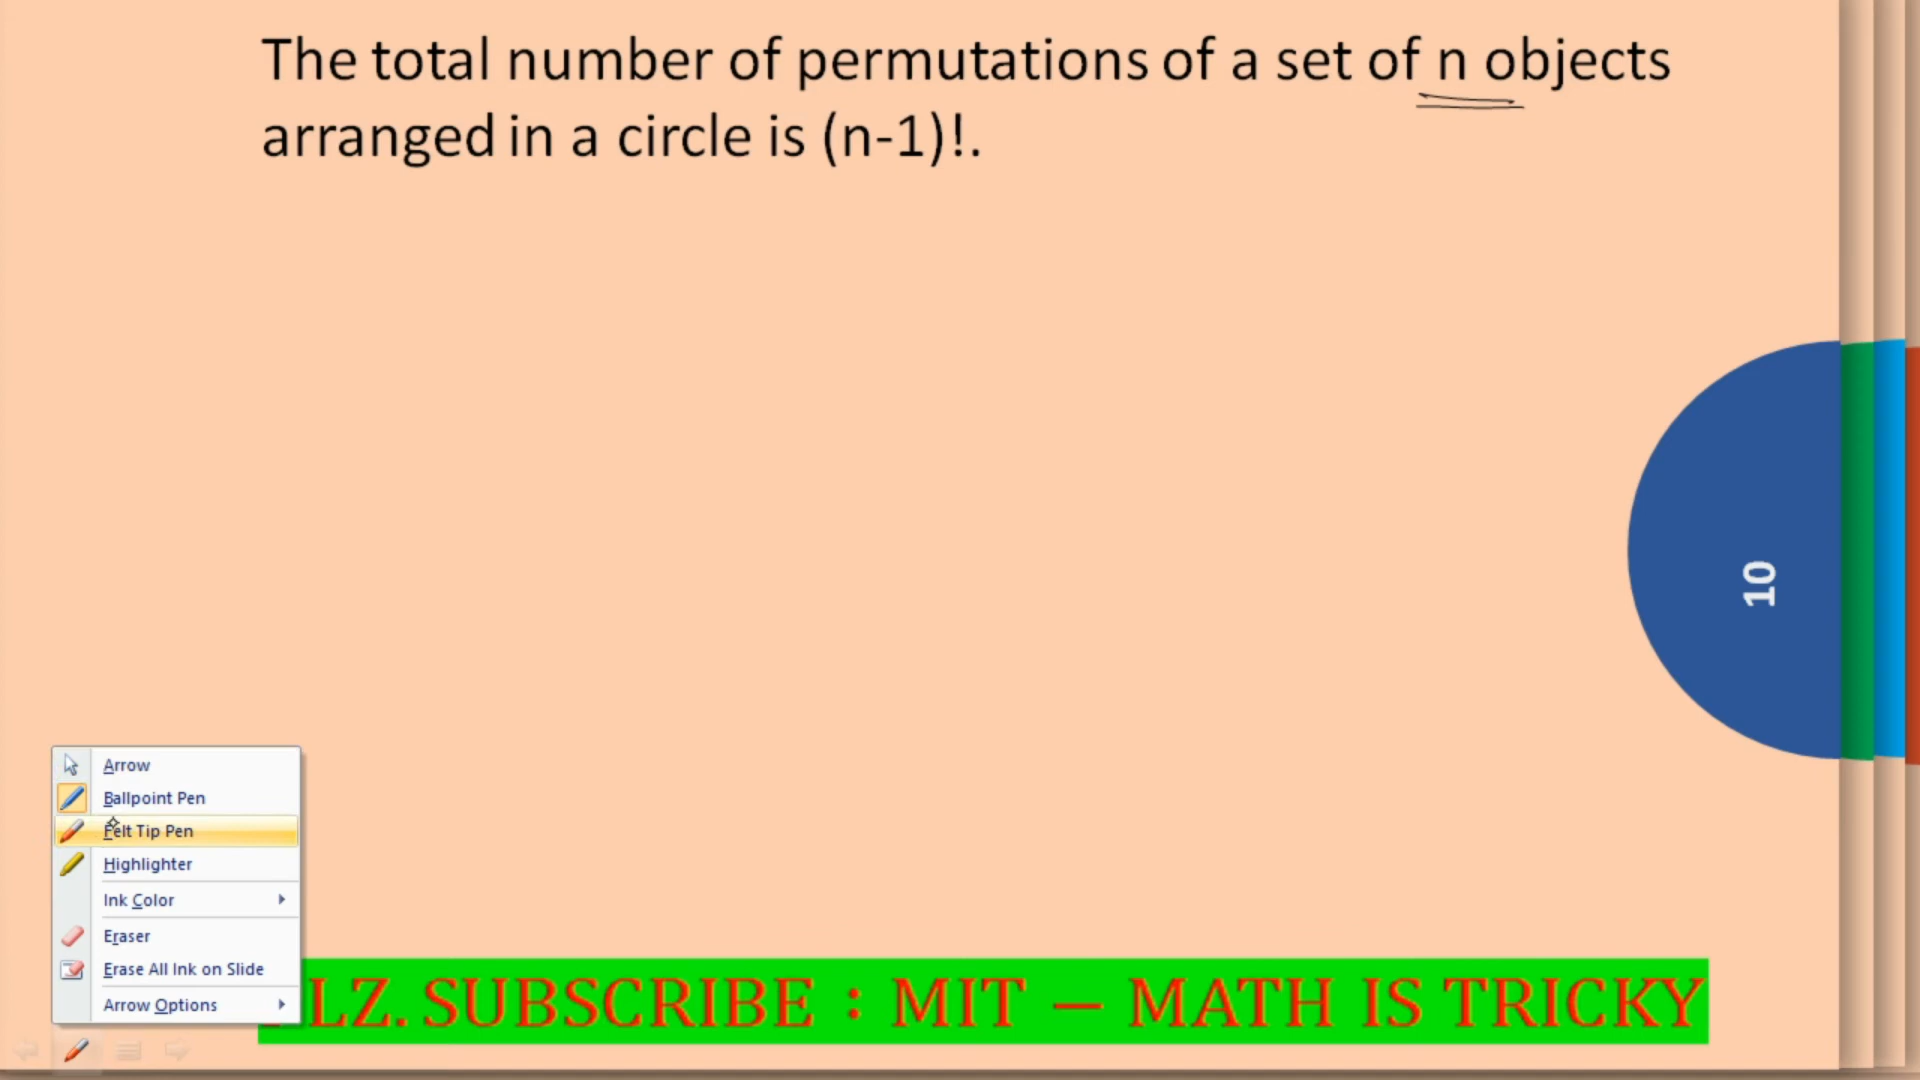 The total number of permutations of a set of n objects
arranged in a circle is (n-1)!.
10
Arrow
Ballpoint Pen
Felt Tip Pen
Highlighter
Ink Color
Eraser
Erase All Ink on Slide
Arrow Options
LZ. SUBSCRIBE : MIT – MATH IS TRICKY